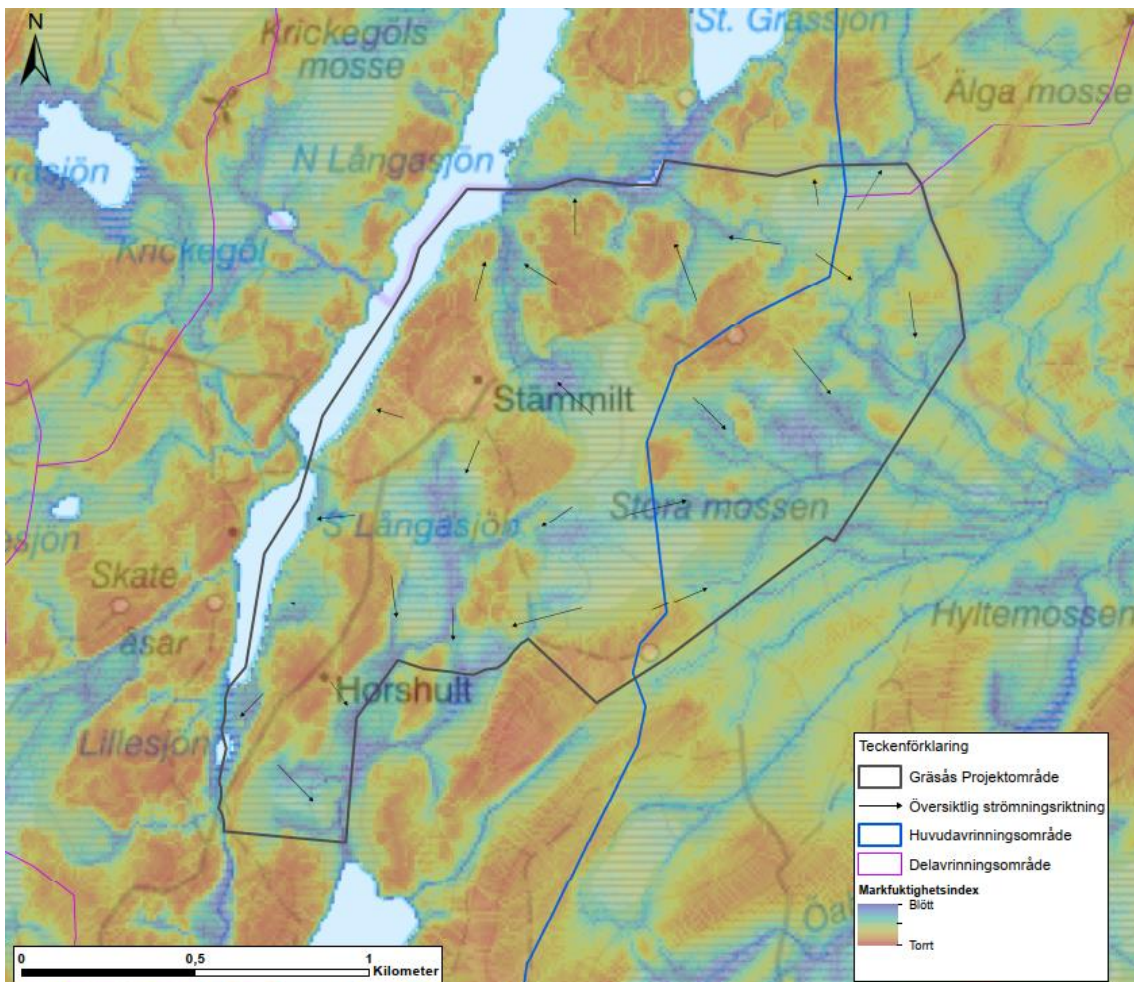 N
St. Grässjön
Krickegöls
mosse
Älga mosse
N Långasjön
Krickegöl
Stämmilt
Stora mossen
S Långasjön
Skate
åsar
Hyltemossen
Horshult
Lillesjön
Teckenförklaring
Gräsås Projektområde
Översiktlig strömningsriktning
Huvudavrinningsområde
Delavrinningsområde
Markfuktighetsindex
Blött
Torrt
0 0,5 1
Kilometer